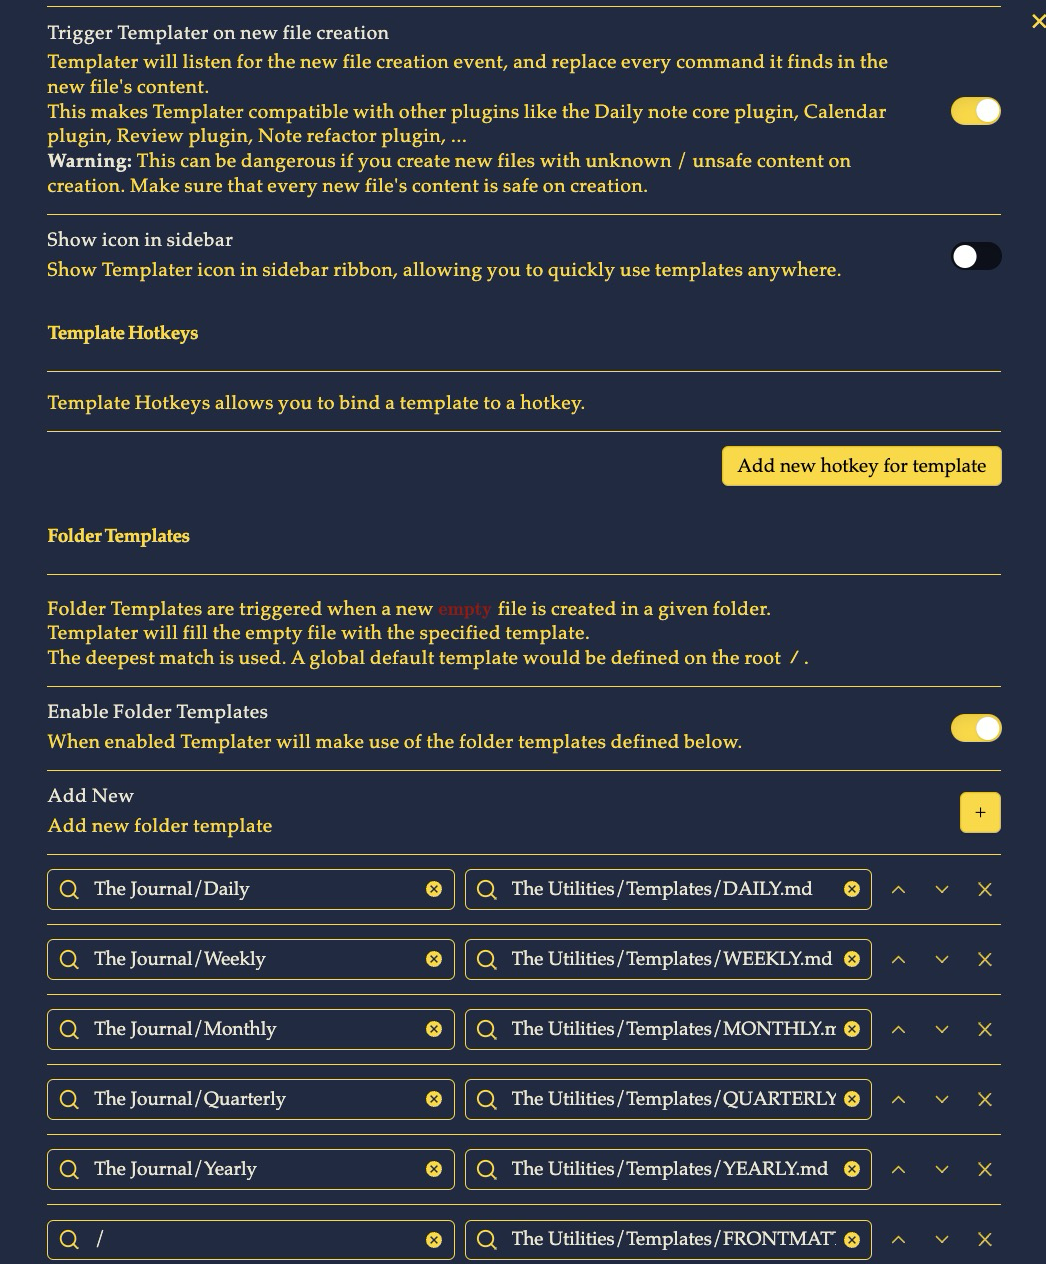 Trigger Templater on new file creation
Templater will listen for the new file creation event, and replace every command it finds in the
new file's content.
This makes Templater compatible with other plugins like the Daily note core plugin, Calendar
plugin, Review plugin, Note refactor plugin, ...
Warning: This can be dangerous if you create new files with unknown / unsafe content on
creation. Make sure that every new file's content is safe on creation.
Show icon in sidebar
Show Templater icon in sidebar ribbon, allowing you to quickly use templates anywhere.
Template Hotkeys
Template Hotkeys allows you to bind a template to a hotkey.
Add new hotkey for template
Folder Templates
Folder Templates are triggered when a new empty file is created in a given folder.
Templater will fill the empty file with the specified template.
The deepest match is used. A global default template would be defined on the root / .
Enable Folder Templates
When enabled Templater will make use of the folder templates defined below.
Add New
Add new folder template
+
The Journal/Daily The Utilities/Templates/DAILY.md
The Journal/Weekly The Utilities/Templates/WEEKLY.md
The Journal/Monthly The Utilities/Templates/MONTHLY.m
The Journal/Quarterly The Utilities/Templates/QUARTERLY
The Journal/Yearly The Utilities/Templates/YEARLY.md
/ The Utilities/Templates/FRONTMAT